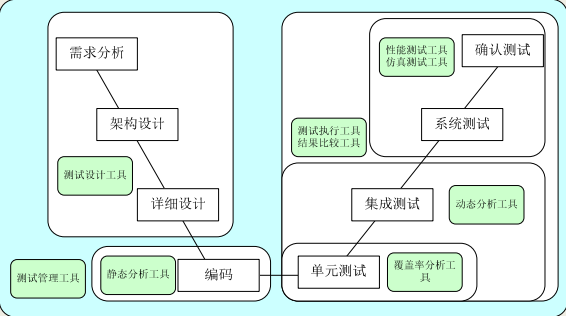 需求分析
性能测试工具
仿真测试工具
确认测试
架构设计
系统测试
测试执行工具
结果比较工具
测试设计工具
详细设计
集成测试
动态分析工具
测试管理工具
静态分析工具
编码
单元测试
覆盖率分析工
具